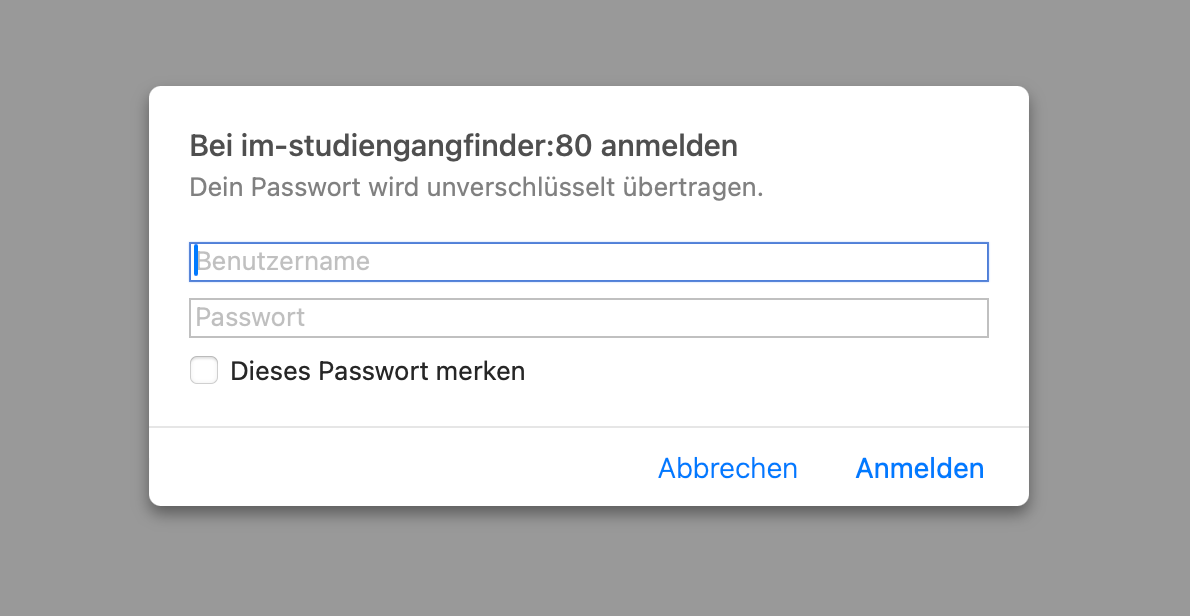 Bei im-studiengangfinder:80 anmelden
Dein Passwort wird unverschlüsselt übertragen.
Benutzername
Passwort
Dieses Passwort merken
Abbrechen Anmelden